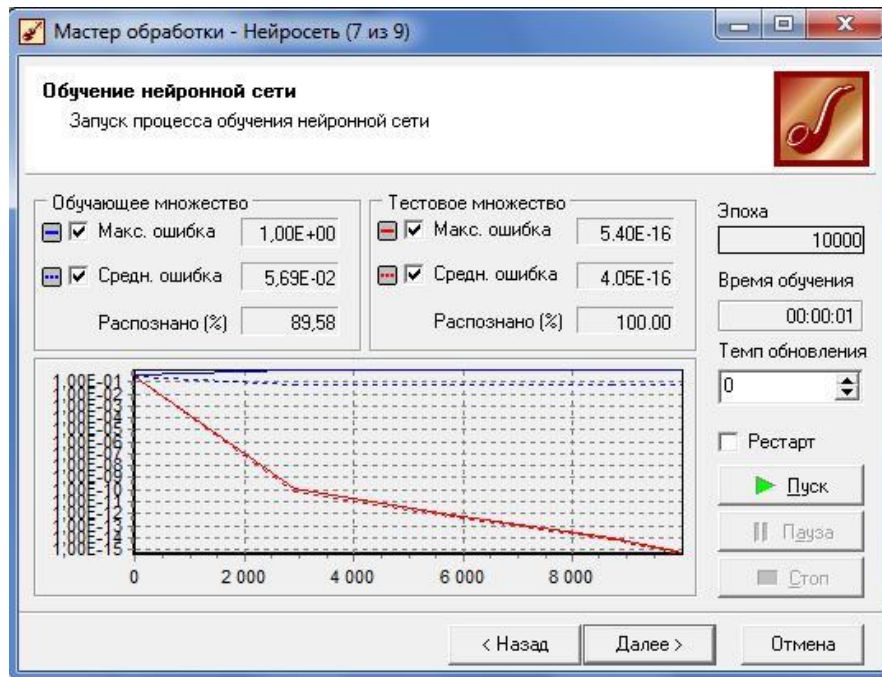 Мастер обработки - Нейросеть (7 из 9)
Обучение нейронной сети
Запуск процесса обучения нейронной сети
Обучающее множество
Макс. ошибка 1,00E+00
Средн. ошибка 5,69E-02
Распознано (%) 89,58
Тестовое множество
Макс. ошибка 5.40E-16
Средн. ошибка 4.05E-16
Распознано (%) 100.00
Эпоха
10000
Время обучения
00:00:01
Темп обновления
0
Рестарт
Пуск
Пауза
Стоп
1,00E-01
1,00E-15
0 2 000 4 000 6 000 8 000
< Назад
Далее >
Отмена